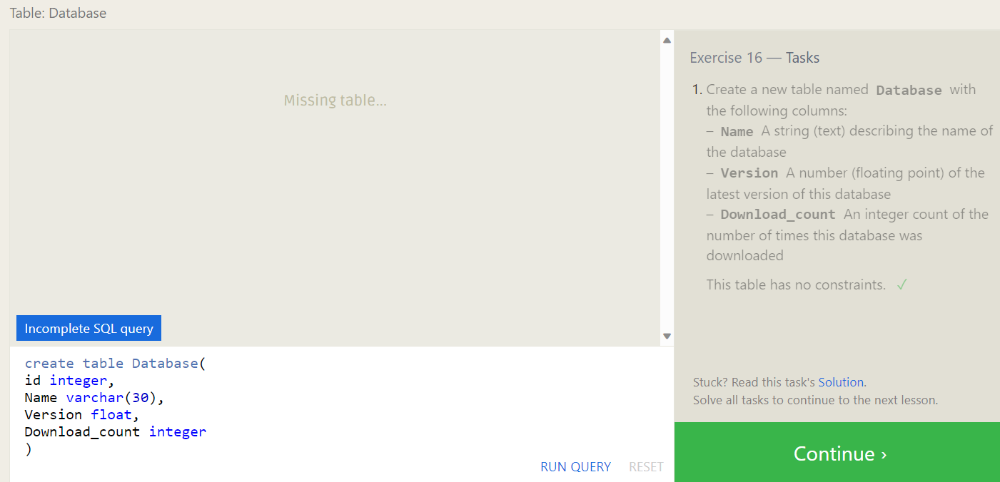 Table: Database
Missing table…
Incomplete SQL query
create table Database(
id integer,
Name varchar(30),
Version float,
Download_count integer
)
RUN QUERY RESET
Exercise 16 — Tasks
1. Create a new table named Database with
the following columns:
– Name A string (text) describing the name of
the database
– Version A number (floating point) of the
latest version of this database
– Download_count An integer count of the
number of times this database was
downloaded
This table has no constraints. ✓
Stuck? Read this task's Solution.
Solve all tasks to continue to the next lesson.
Continue ›